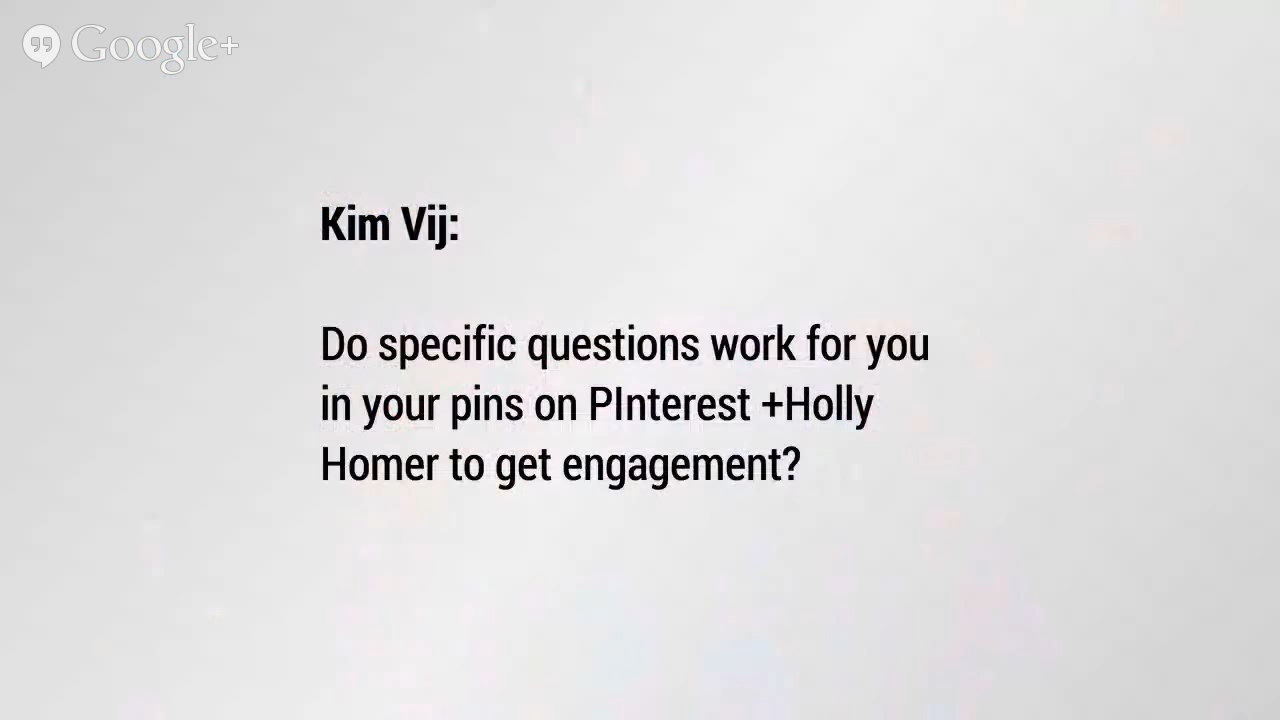 Google+
Kim Vij:
Do specific questions work for you
in your pins on PInterest +Holly
Homer to get engagement?